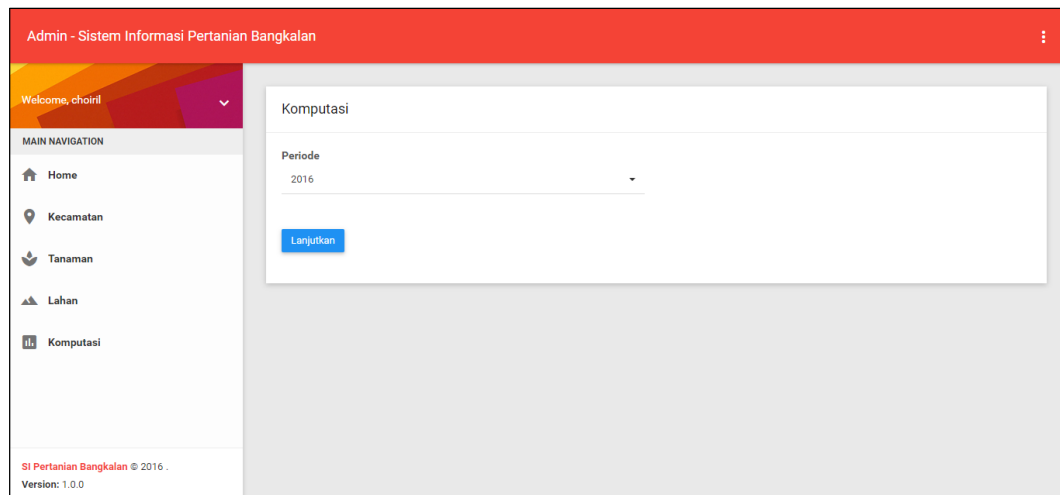 Admin - Sistem Informasi Pertanian Bangkalan
Welcome, choiril
MAIN NAVIGATION
Home
Kecamatan
Tanaman
Lahan
Komputasi
SI Pertanian Bangkalan © 2016 .
Version: 1.0.0
Komputasi
Periode
2016
Lanjutkan